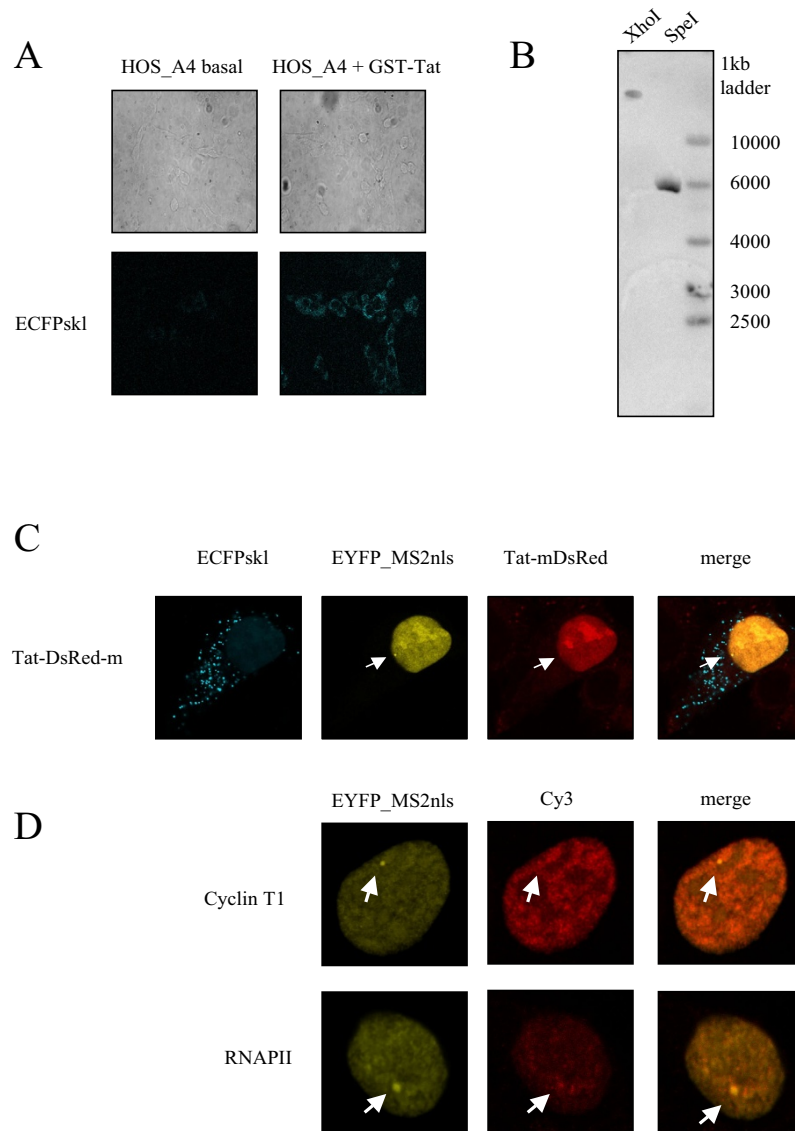 A
HOS_A4 basal
HOS_A4 + GST-Tat
ECFPskl
B
XhoI
SpeI
1kb
ladder
10000
6000
4000
3000
2500
C
ECFPskl
EYFP_MS2nls
Tat-mDsRed
merge
Tat-DsRed-m
D
EYFP_MS2nls
Cy3
merge
Cyclin T1
RNAPII